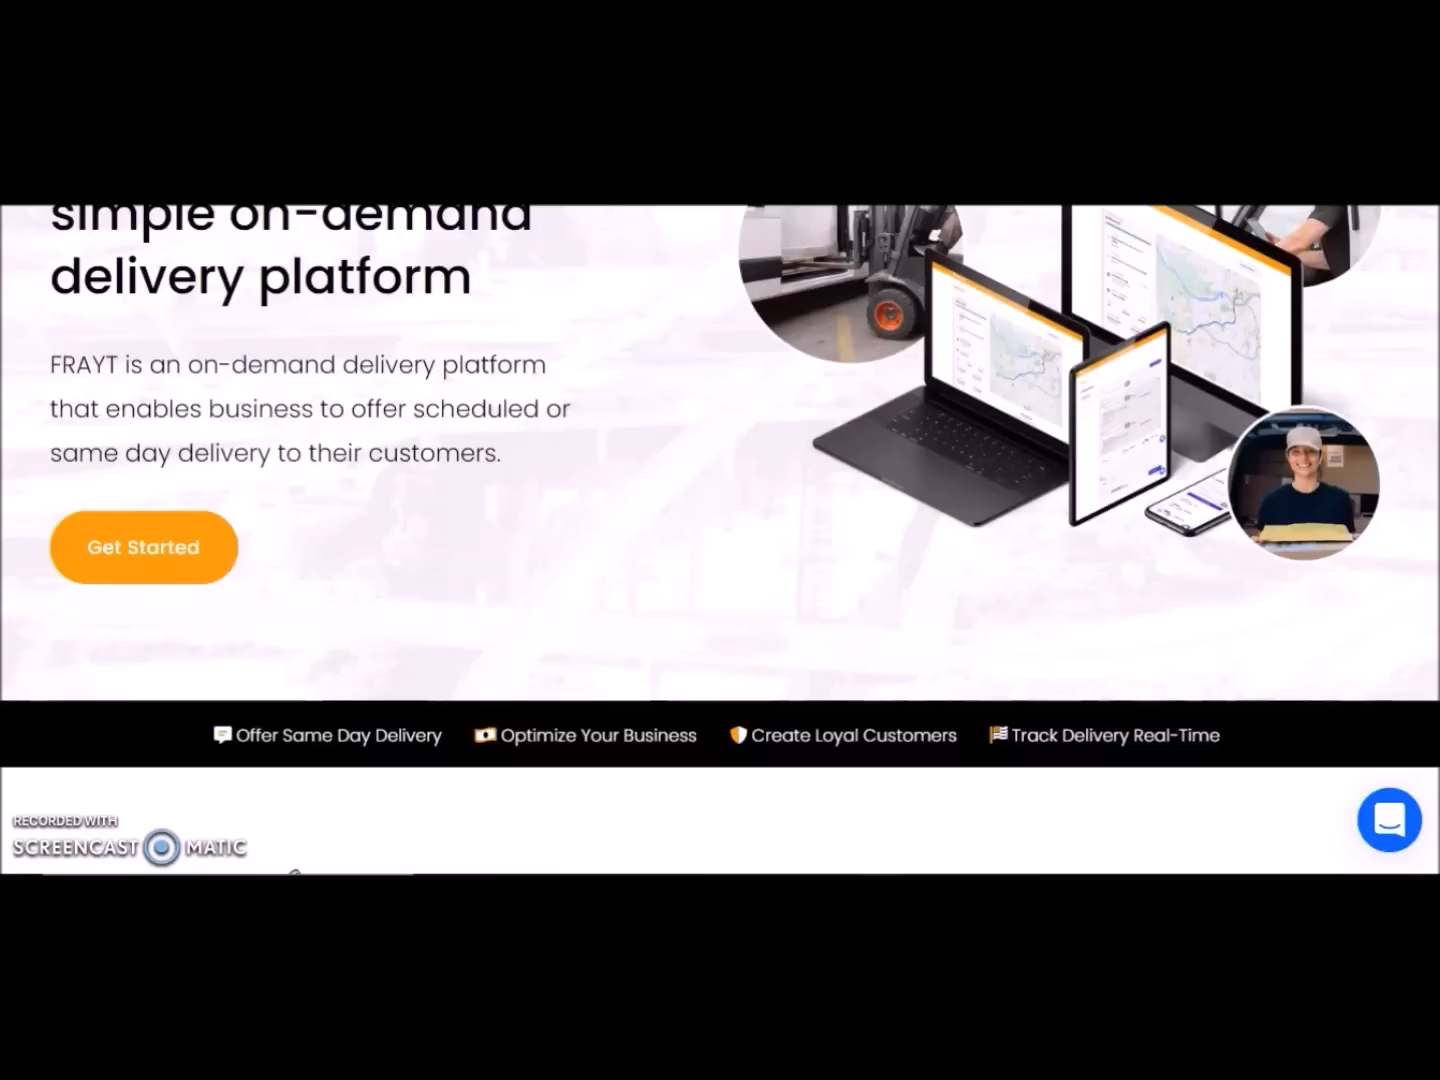 simple on-demand
delivery platform
FRAYT is an on-demand delivery platform
that enables business to offer scheduled or
same day delivery to their customers.
Get Started
Offer Same Day Delivery
Optimize Your Business
Create Loyal Customers
Track Delivery Real-Time
RECORDED WITH
SCREENCAST MATIC